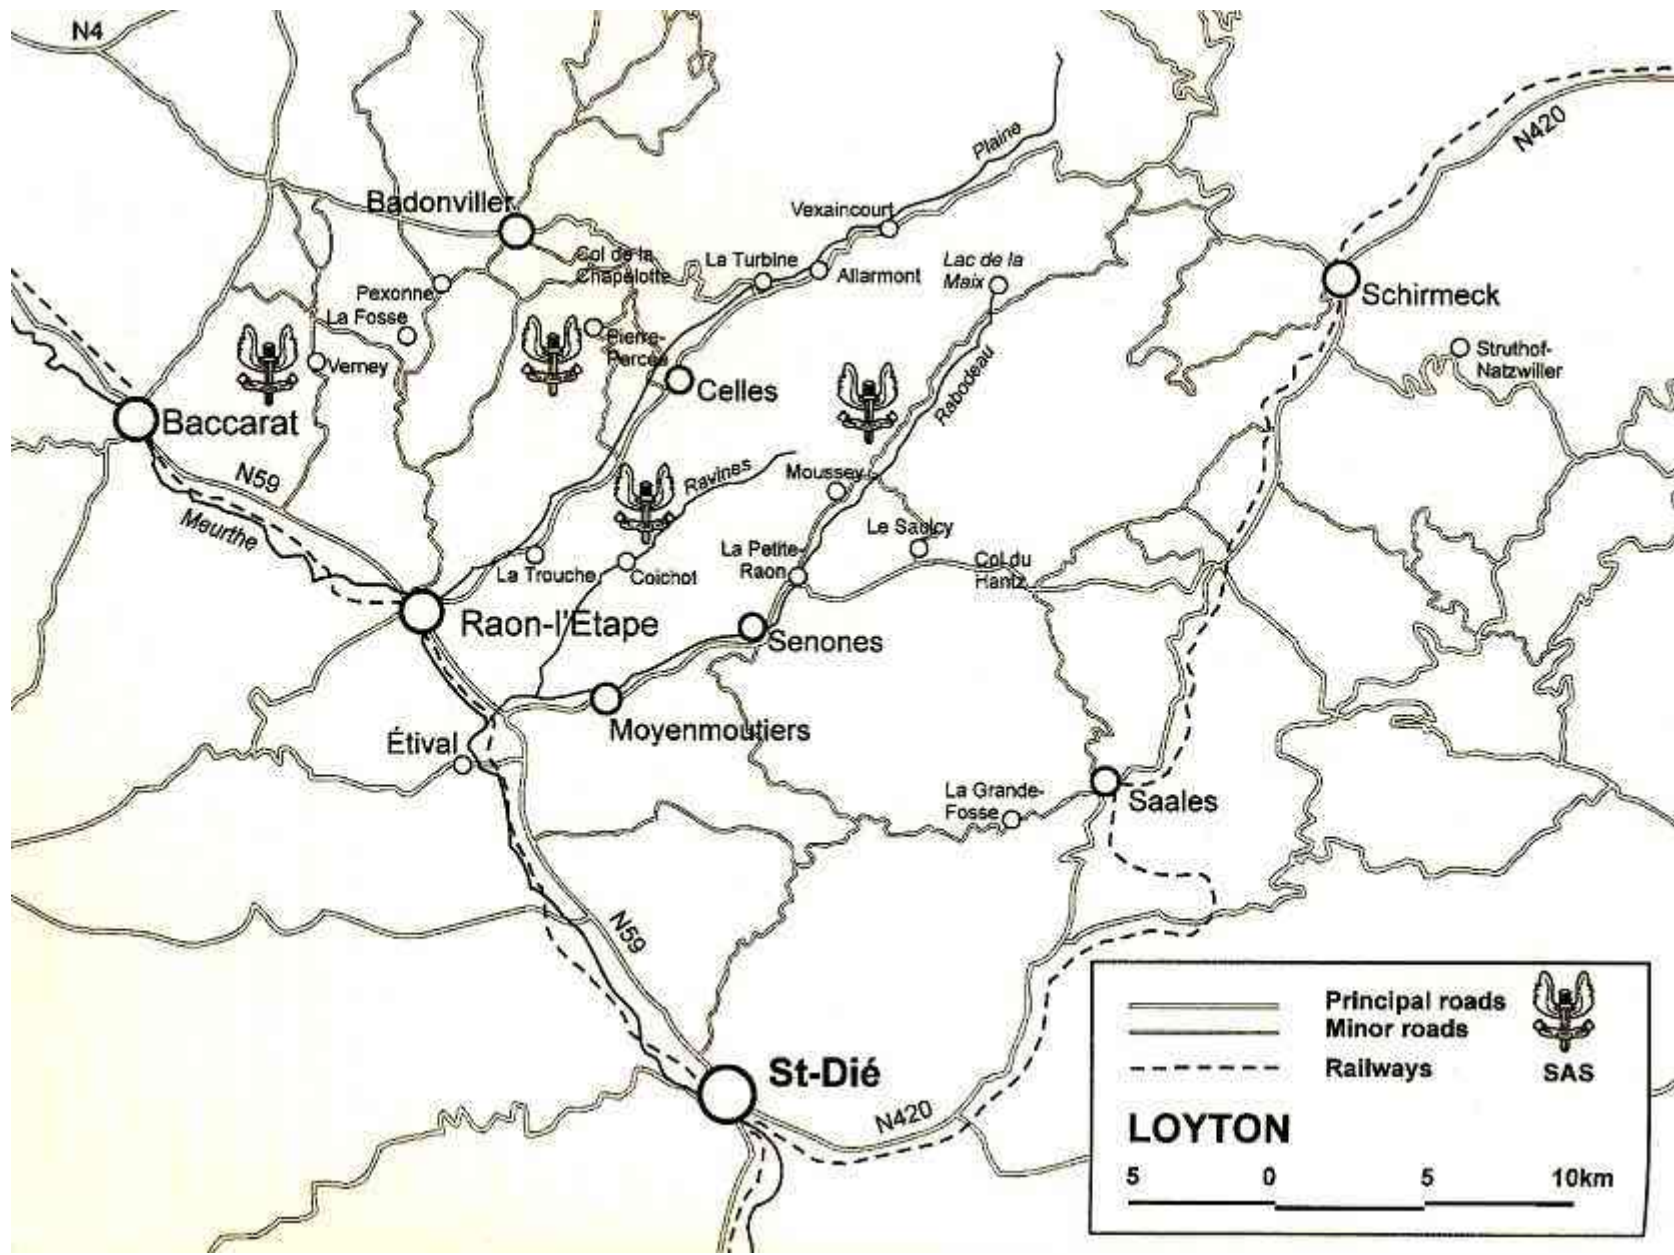 N4
N420
Plaine
Badonviller
Vexaincourt
Col de la
Chapelotte
La Turbine
Allarmont
Lac de la
Maix
Schirmeck
Pexonne
La Fosse
Verney
Pierre-
Percée
Struthof-
Natzwiller
Celles
Rabodeau
Baccarat
N59
Meurthe
Ravines
Moussey
Le Saulcy
La Petite-
Raon
Col du
Hantz
La Trouche
Coichot
Raon-l'Etape
Senones
Moyenmoutiers
Étival
La Grande-
Fosse
Saales
N59
St-Dié
N420
Principal roads
Minor roads
Railways
SAS
LOYTON
5 0 5 10km